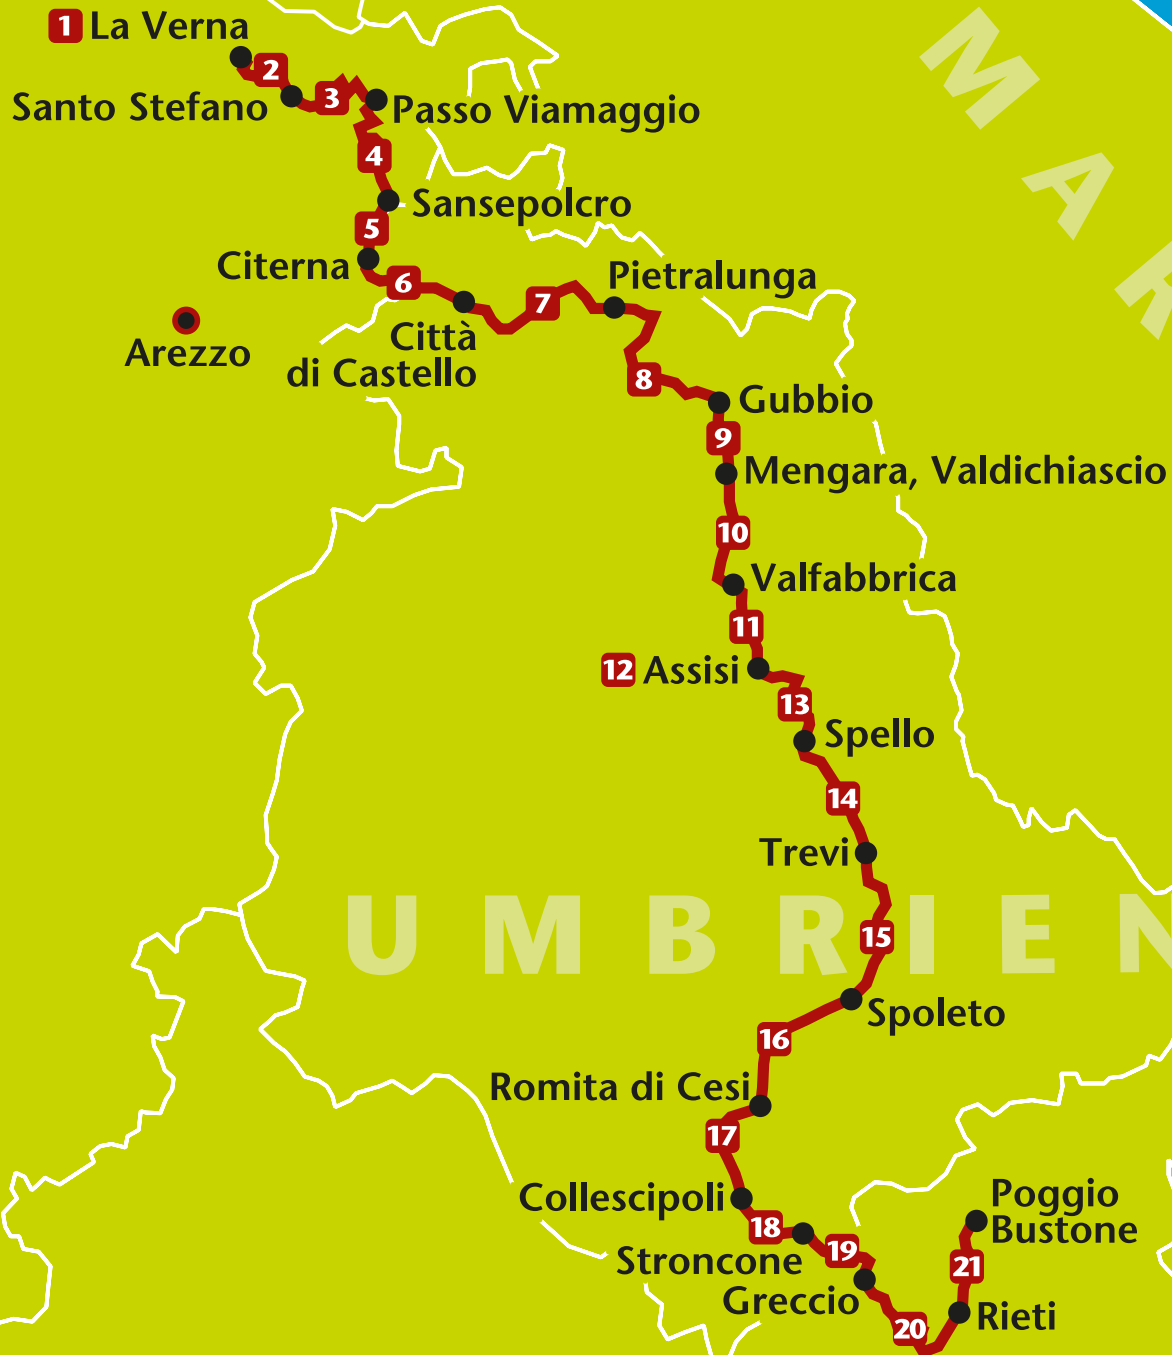 1 La Verna
2
Santo Stefano
3
Passo Viamaggio
4
Sansepolcro
5
Citerna
6
Pietralunga
7
Arezzo
Città
di Castello
8
Gubbio
9
Mengara, Valdichiascio
10
Valfabbrica
11
12 Assisi
13
Spello
14
Trevi
15
Spoleto
16
Romita di Cesi
17
Collescipoli
18
Stroncone
19
Greccio
20
Poggio
Bustone
21
Rieti
UMBRIEN
MAR